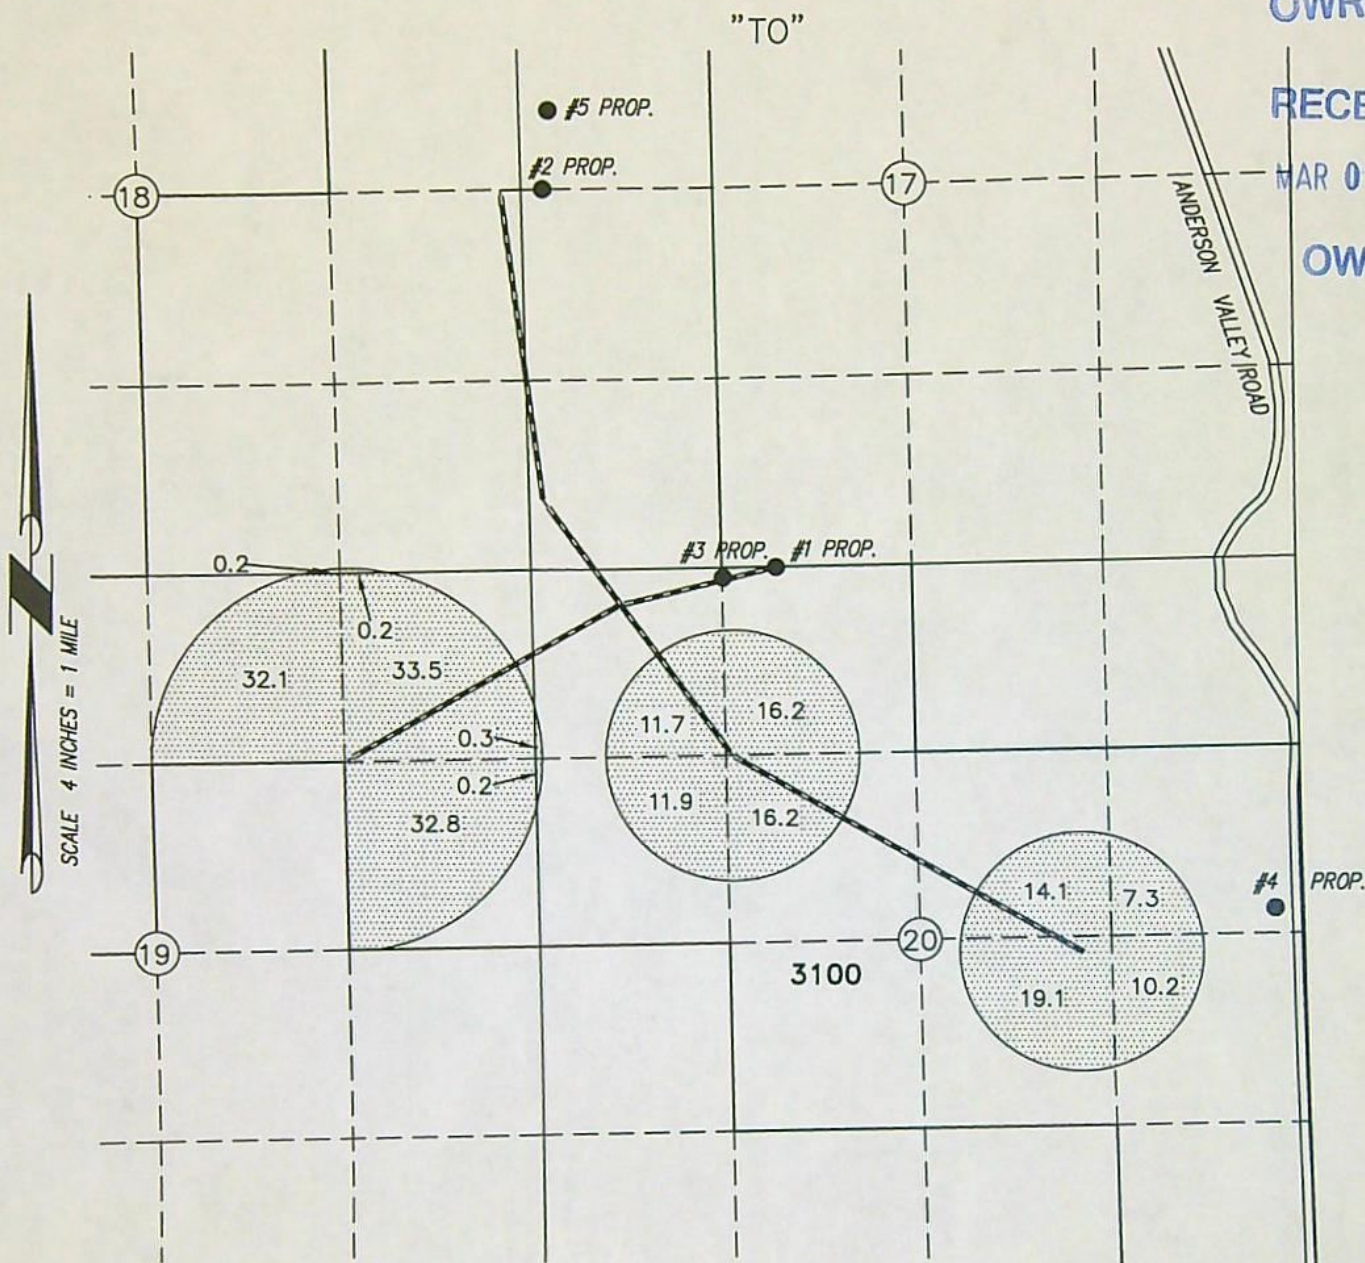 "TO"
OWR
#5 PROP.
RECE
#2 PROP.
18
17
MAR 0
ANDERSON VALLEY ROAD
OW
#3 PROP.
#1 PROP.
0.2
0.2
SCALE 4 INCHES = 1 MILE
32.1
33.5
11.7
16.2
0.3
0.2
11.9
16.2
32.8
14.1
7.3
#4 PROP.
19
20
3100
19.1
10.2